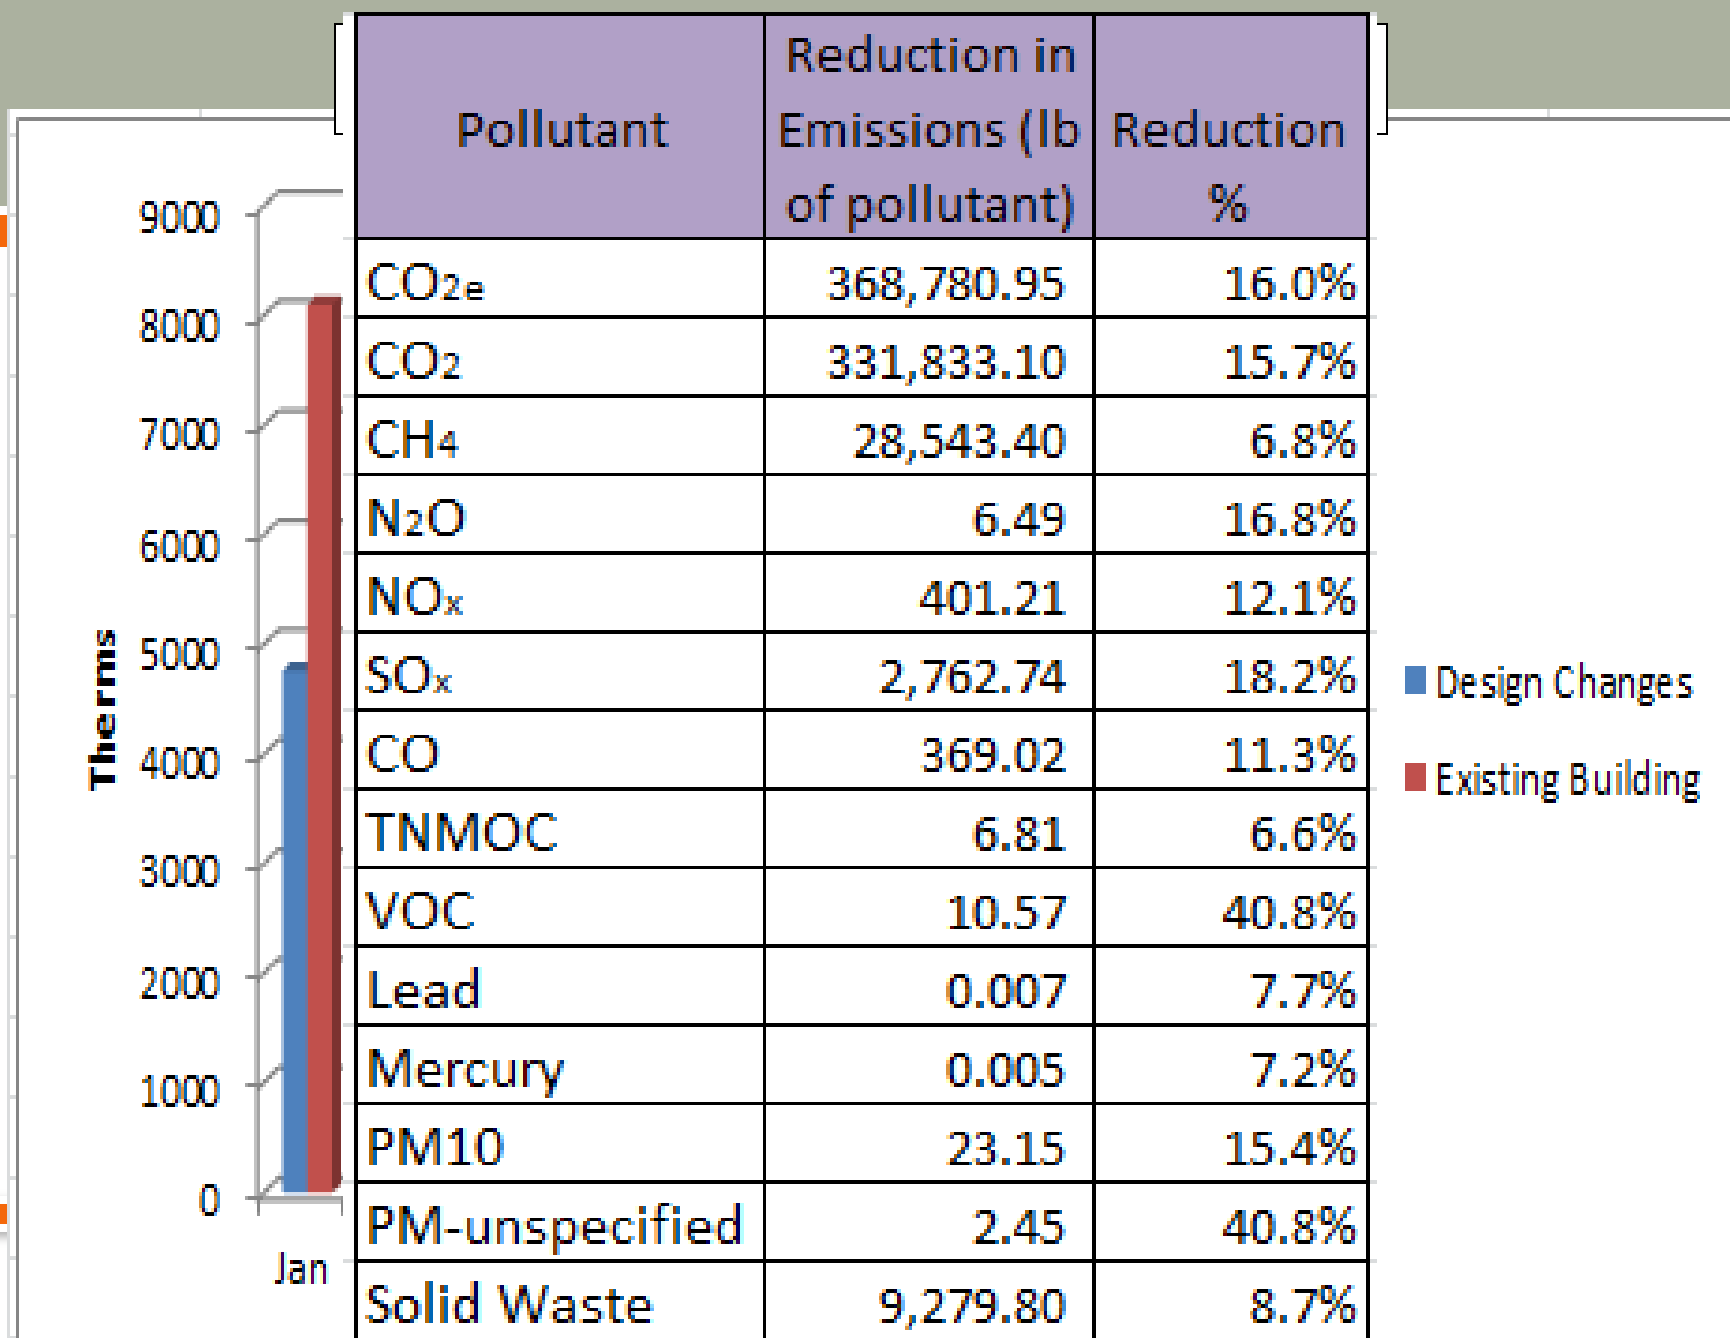 Pollutant
Reduction in
Emissions (lb
of pollutant)
Reduction
%
CO2e 368,780.95 16.0%
CO2 331,833.10 15.7%
CH4 28,543.40 6.8%
N2O 6.49 16.8%
NOx 401.21 12.1%
SOx 2,762.74 18.2%
CO 369.02 11.3%
TNMOC 6.81 6.6%
VOC 10.57 40.8%
Lead 0.007 7.7%
Mercury 0.005 7.2%
PM10 23.15 15.4%
PM-unspecified 2.45 40.8%
Solid Waste 9,279.80 8.7%
Therms
9000
8000
7000
6000
5000
4000
3000
2000
1000
0
Jan
Design Changes
Existing Building